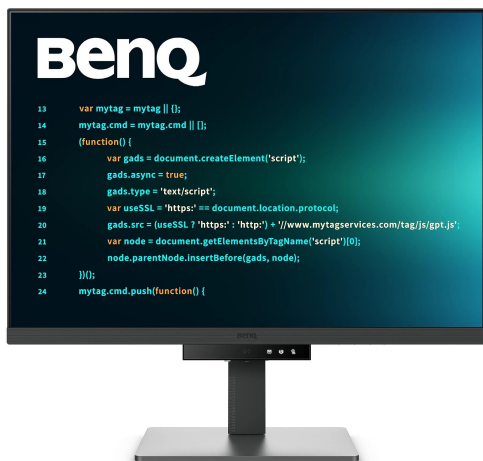 BenQ
13 var mytag = mytag || {};
14 mytag.cmd = mytag.cmd || [];
15 (function() {
16 var gads = document.createElement('script');
17 gads.async = true;
18 gads.type = 'text/script';
19 var useSSL = 'https:' == document.location.protocol;
20 gads.src = (useSSL ? 'https:' : 'http:') + '//www.mytagservices.com/tag/js/gpt.js';
21 var node = document.getElementsByTagName('script')[0];
22 node.parentNode.insertBefore(gads, node);
23 })();
24 mytag.cmd.push(function() {
BenQ